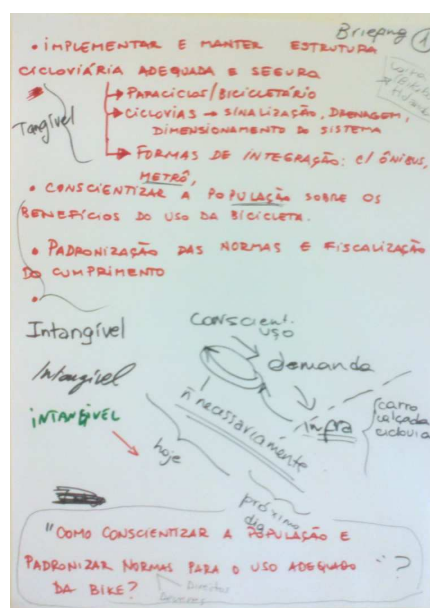 Briefing 1
• IMPLEMENTAR E MANTER ESTRUTURA
CICLOVIÁRIA ADEQUADA E SEGURA
→ PARACICLOS/BICICLETÁRIO
→ CICLOVIAS → SINALIZAÇÃO, DRENAGEM,
DIMENSIONAMENTO DO SISTEMA
Tangível
→ FORMAS DE INTEGRAÇÃO: C/ ÔNIBUS,
METRÔ,
• CONSCIENTIZAR A POPULAÇÃO SOBRE OS
BENEFÍCIOS DO USO DA BICICLETA.
• PADRONIZAÇÃO DAS NORMAS E FISCALIZAÇÃO
DO CUMPRIMENTO
•
Intangível
Intangível
INTANGÍVEL
Conscient.
uso
demanda
infra
carro
calçada
ciclovia
ñ necessariamente
hoje
próximo
dia
"COMO CONSCIENTIZAR A POPULAÇÃO E
PADRONIZAR NORMAS PARA O USO ADEQUADO
DA BIKE?" ?
Direitos
Deveres